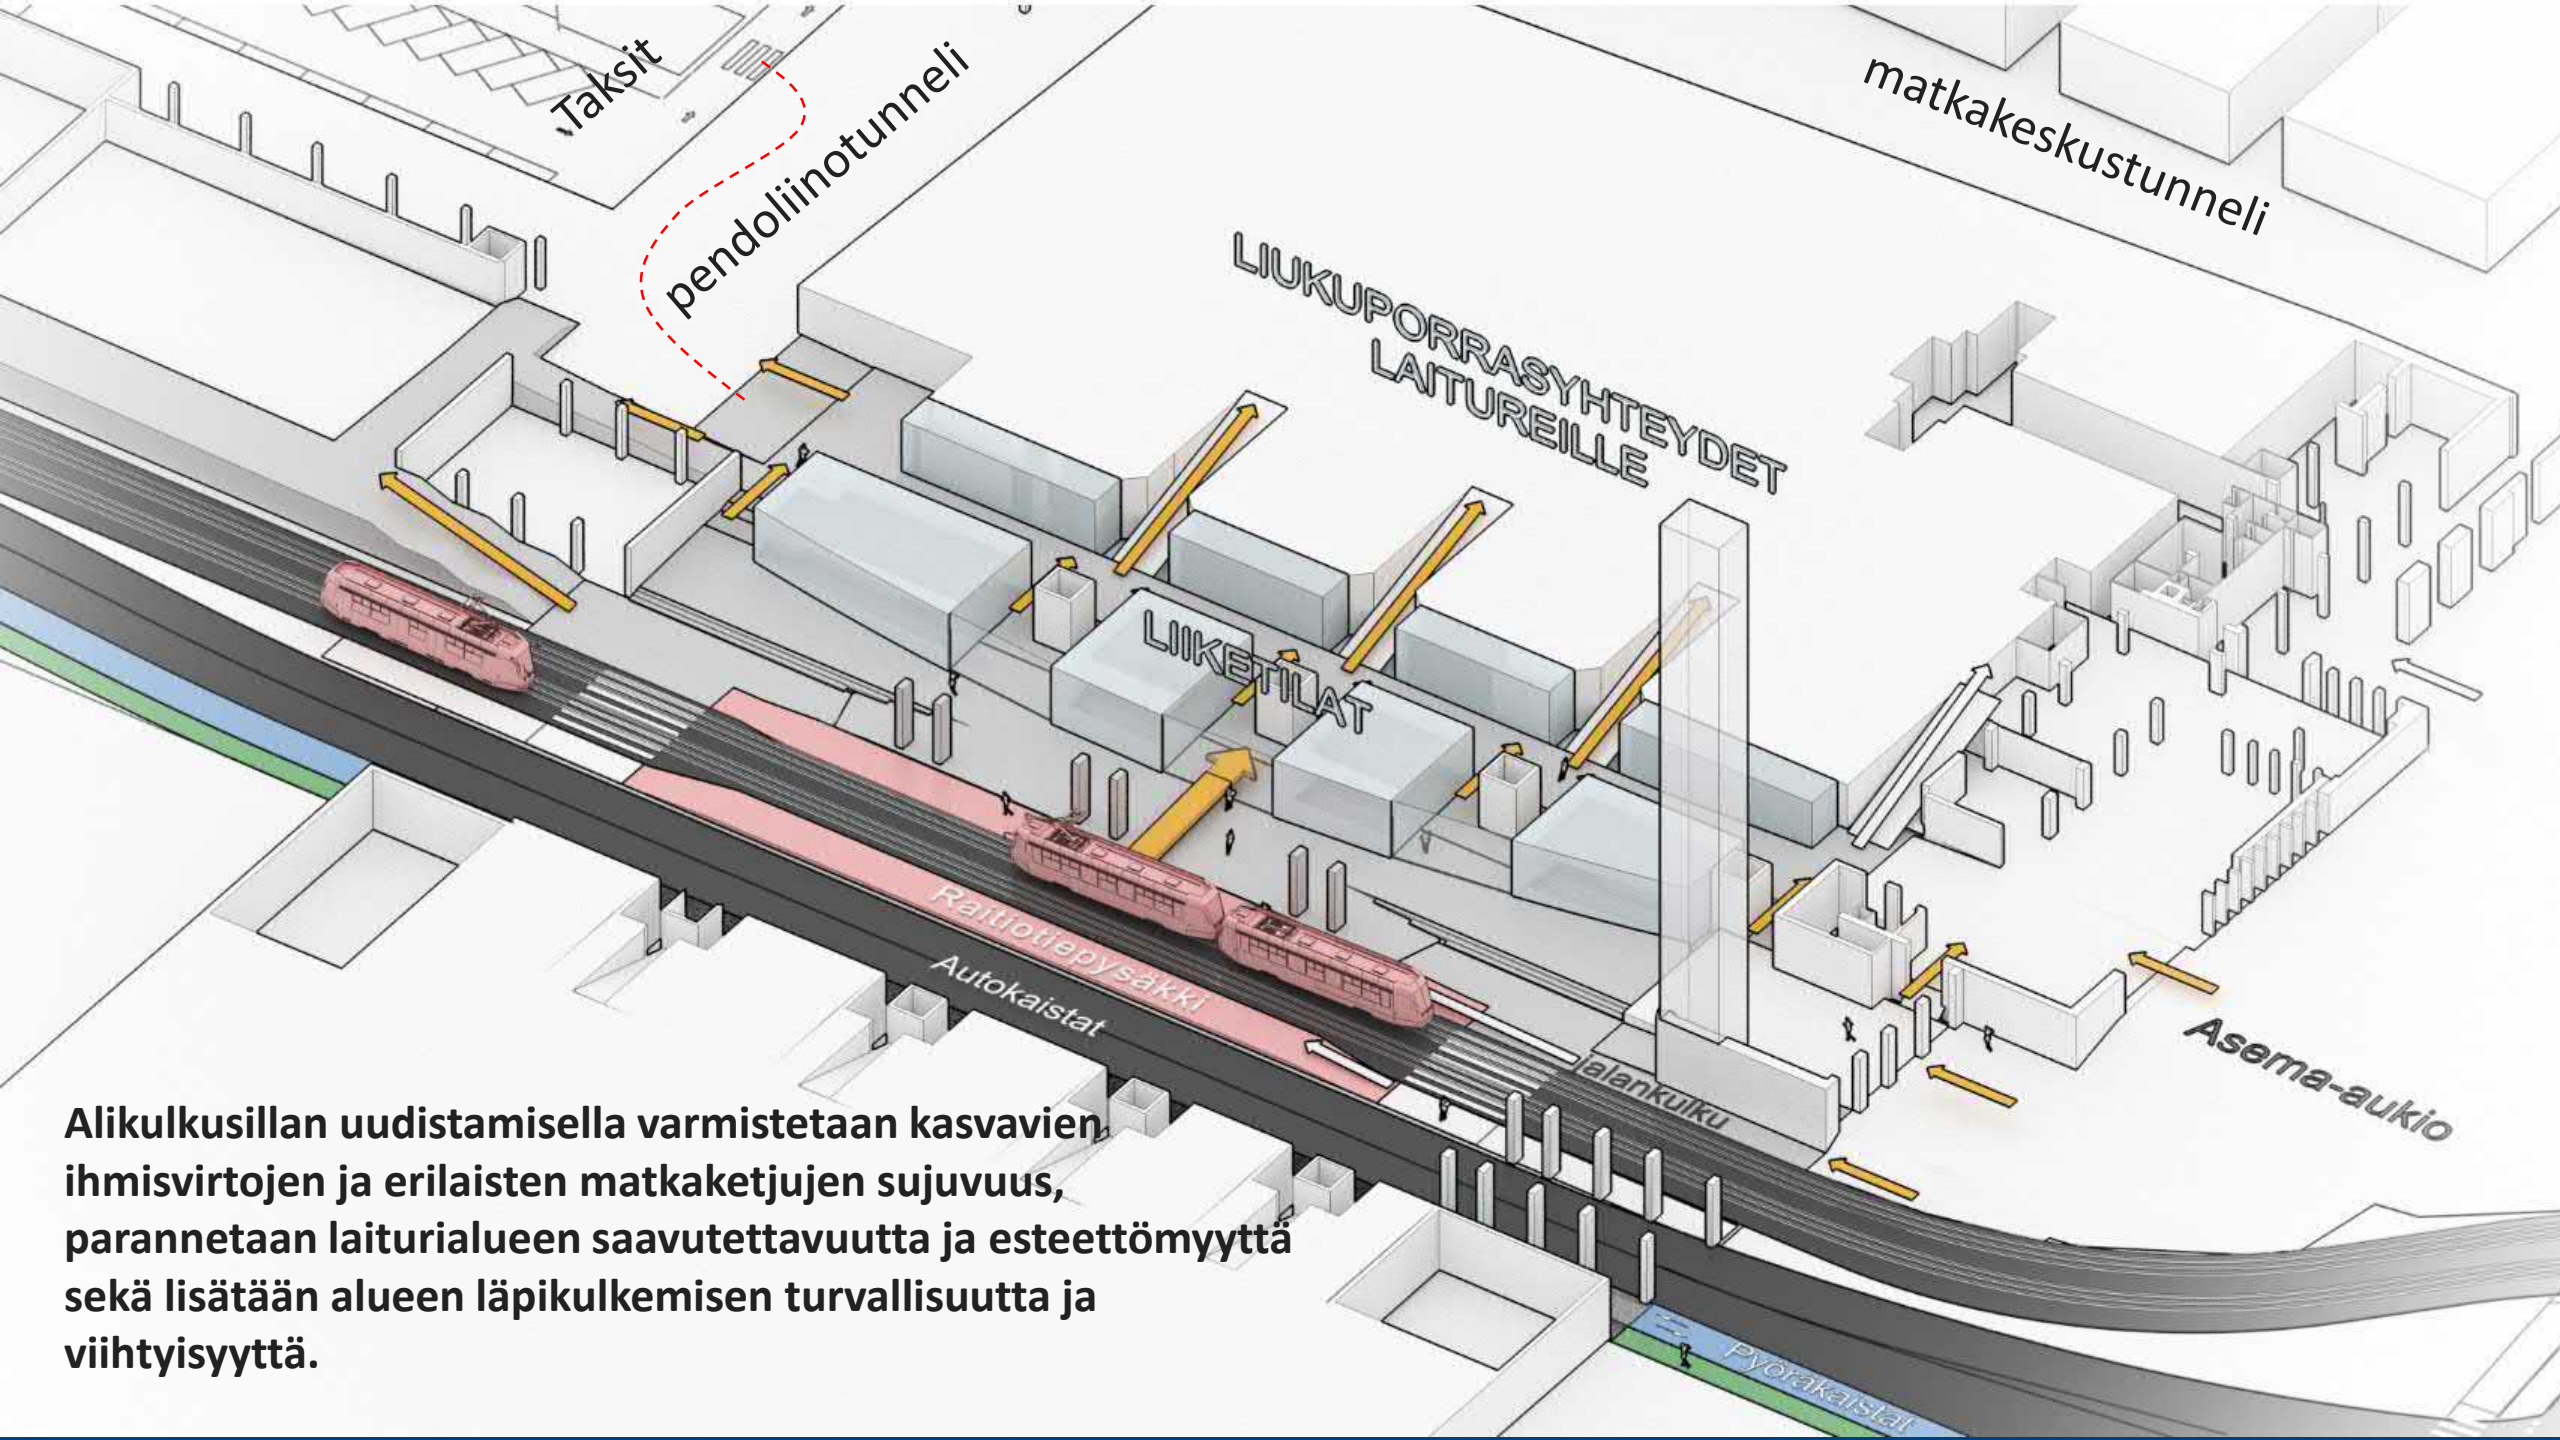 Taksit
pendoliinotunneli
matkakeskustunneli
LIUKUPORRASYHTEYDET
LAITUREILLE
LIIKETILAT
Raitiotiepysäkki
Autokaistat
jalankulku
Asema-aukio
Pyöräkaistat
Alikulkusillan uudistamisella varmistetaan kasvavien
ihmisvirtojen ja erilaisten matkaketjujen sujuvuus,
parannetaan laiturialueen saavutettavuutta ja esteettömyyttä
sekä lisätään alueen läpikulkemisen turvallisuutta ja
viihtyisyyttä.